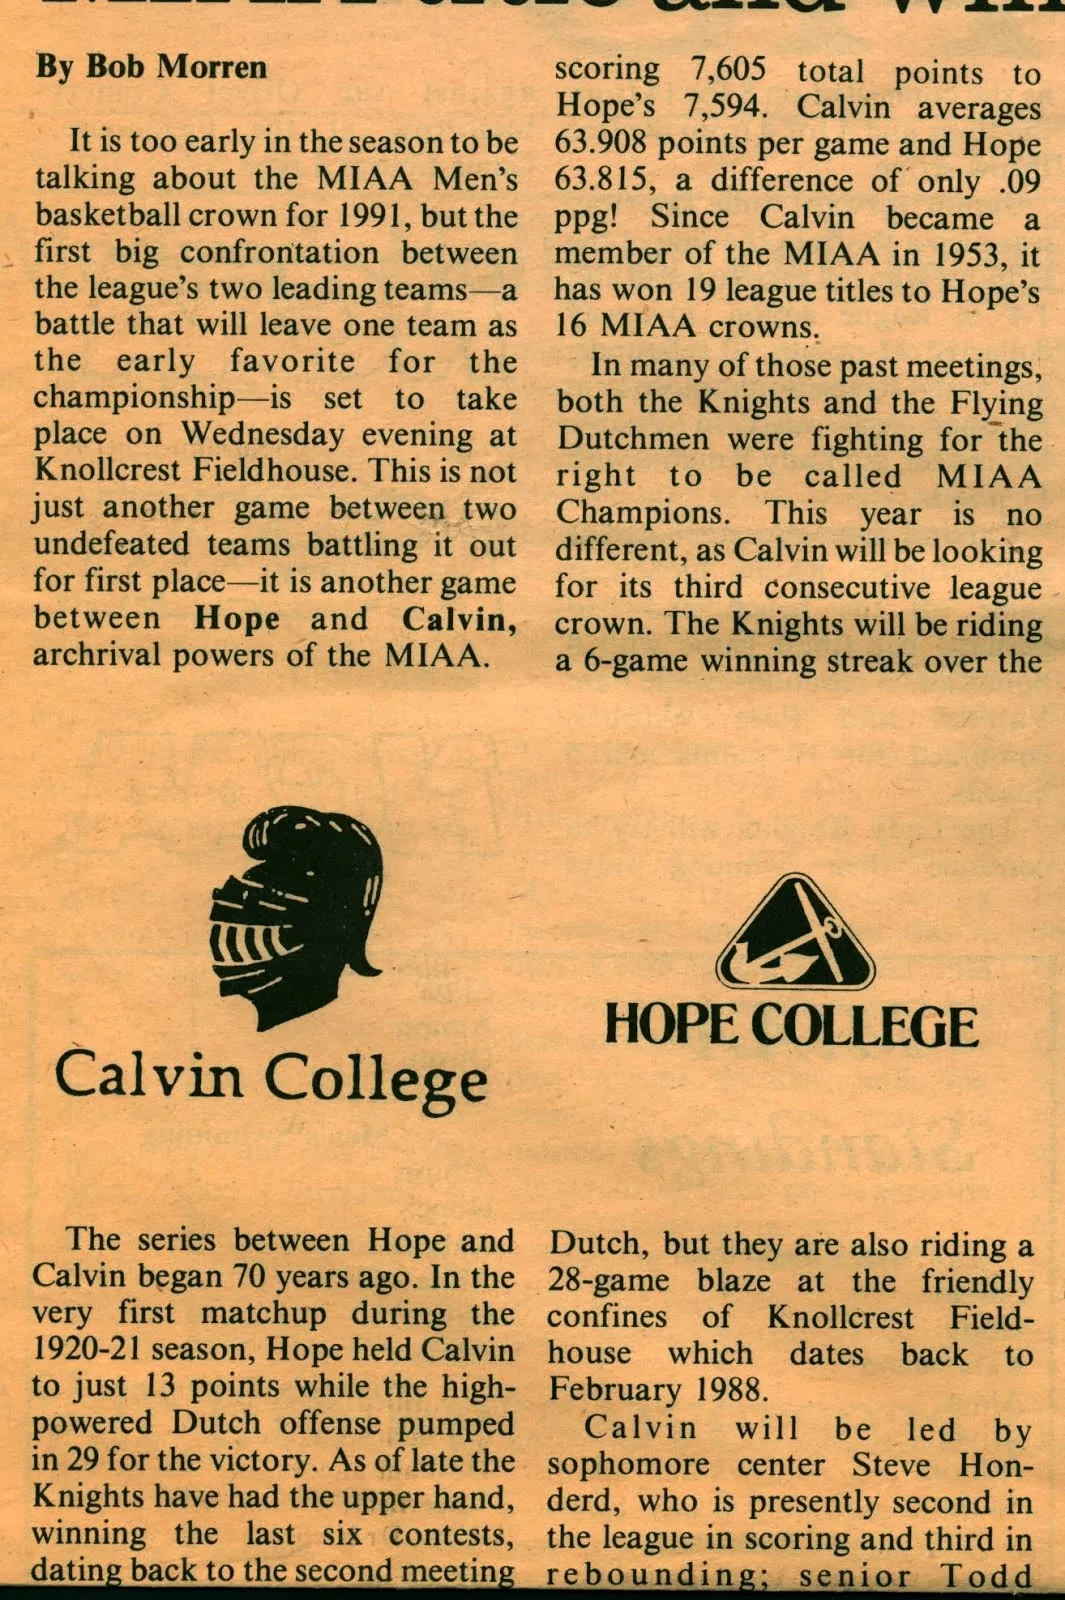 By Bob Morren
It is too early in the season to be
talking about the MIAA Men's
basketball crown for 1991, but the
first big confrontation between
the league's two leading teams—a
battle that will leave one team as
the early favorite for the
championship—is set to take
place on Wednesday evening at
Knollcrest Fieldhouse. This is not
just another game between two
undefeated teams battling it out
for first place—it is another game
between Hope and Calvin,
archrival powers of the MIAA.
Calvin College
The series between Hope and
Calvin began 70 years ago. In the
very first matchup during the
1920-21 season, Hope held Calvin
to just 13 points while the high-
powered Dutch offense pumped
in 29 for the victory. As of late the
Knights have had the upper hand,
winning the last six contests,
dating back to the second meeting
scoring 7,605 total points to
Hope's 7,594. Calvin averages
63.908 points per game and Hope
63.815, a difference of only .09
ppg! Since Calvin became a
member of the MIAA in 1953, it
has won 19 league titles to Hope's
16 MIAA crowns.
In many of those past meetings,
both the Knights and the Flying
Dutchmen were fighting for the
right to be called MIAA
Champions. This year is no
different, as Calvin will be looking
for its third consecutive league
crown. The Knights will be riding
a 6-game winning streak over the
HOPE COLLEGE
Dutch, but they are also riding a
28-game blaze at the friendly
confines of Knollcrest Field-
house which dates back to
February 1988.
Calvin will be led by
sophomore center Steve Hon-
derd, who is presently second in
the league in scoring and third in
rebounding; senior Todd